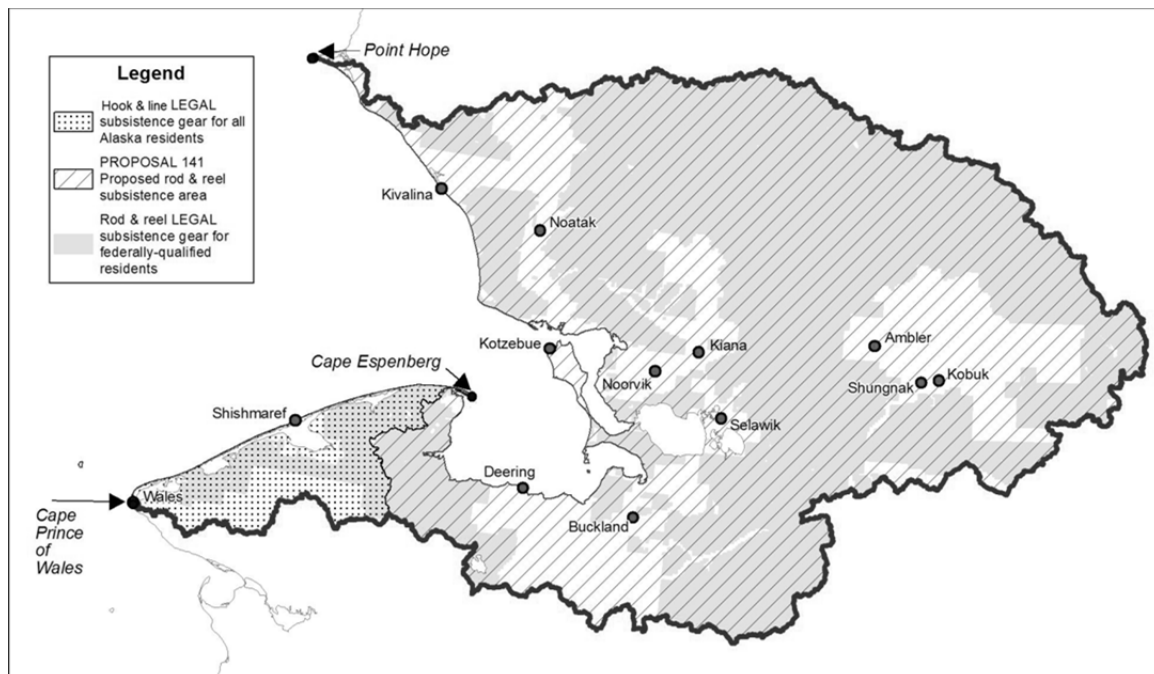 Point Hope
Legend
Hook & line LEGAL
subsistence gear for all
Alaska residents
PROPOSAL 141
Proposed rod & reel
subsistence area
Rod & reel LEGAL
subsistence gear for
federally-qualified
residents
Kivalina
Noatak
Kotzebue
Kiana
Ambler
Cape Espenberg
Noorvik
Shungnak
Kobuk
Shishmaref
Selawik
Deering
Wales
Buckland
Cape
Prince
of
Wales